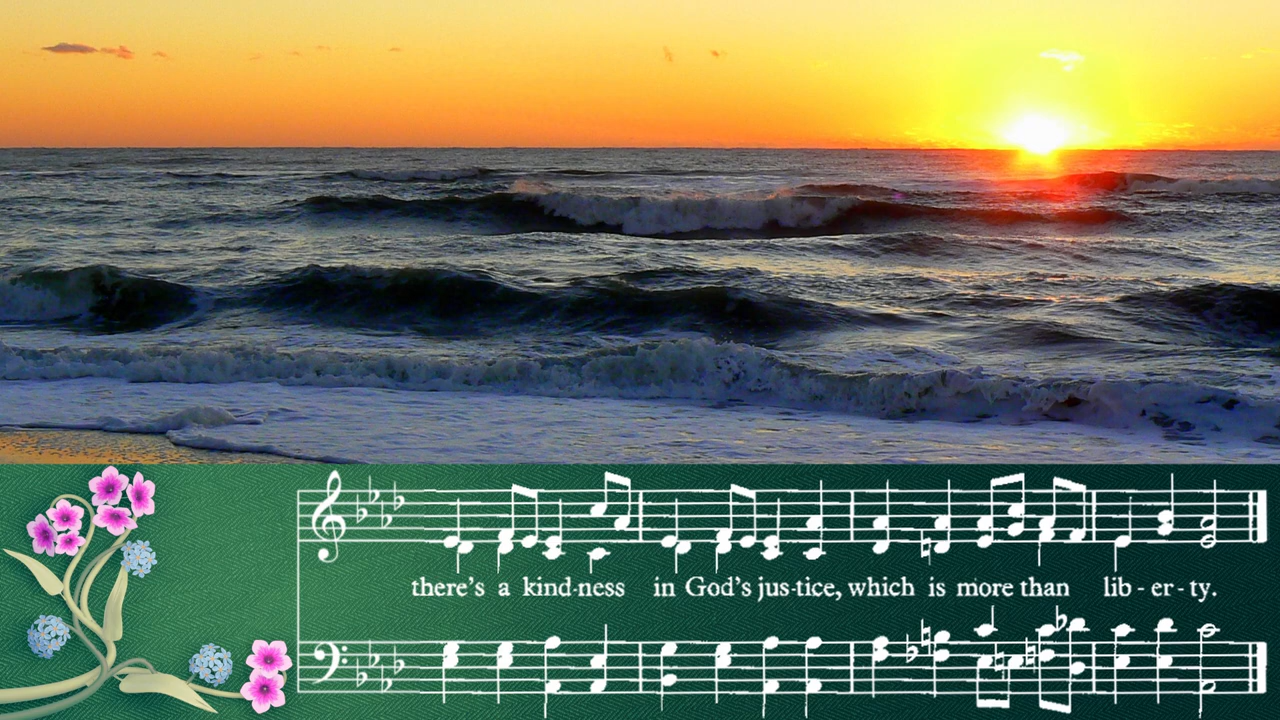 there's a kind-ness in God's jus-tice, which is more than lib - er - ty.